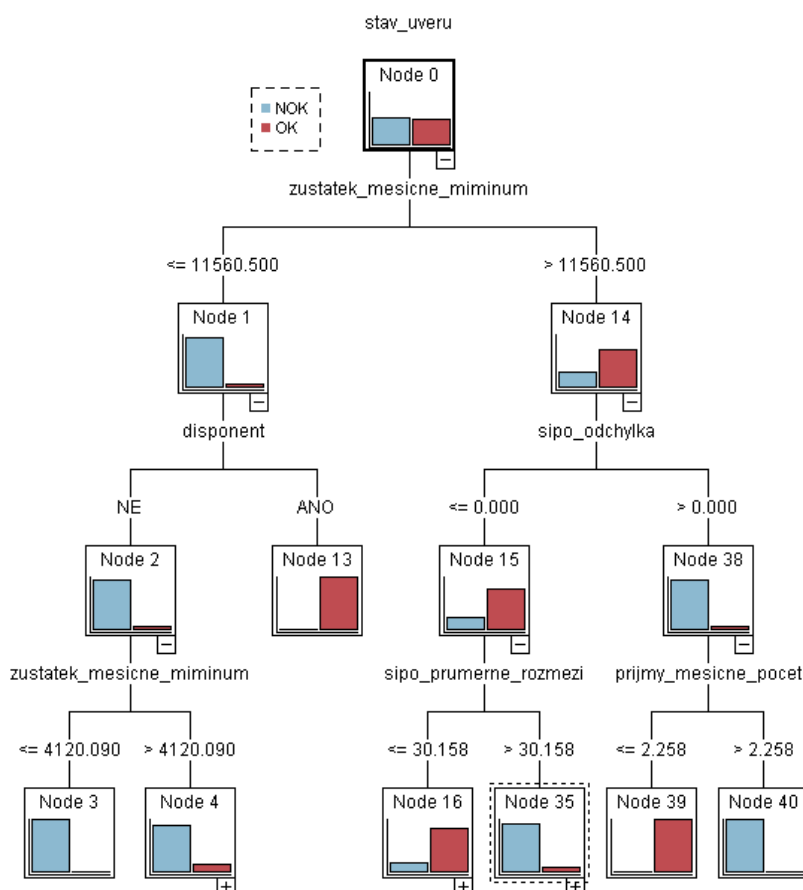 stav_uveru
Node 0
NOK
OK
zustatek_mesicne_miminum
<= 11560.500
> 11560.500
Node 1
Node 14
disponent
sipo_odchylka
NE
ANO
<= 0.000
> 0.000
Node 2
Node 13
Node 15
Node 38
zustatek_mesicne_miminum
sipo_prumerne_rozmezi
prijmy_mesicne_pocet
<= 4120.090
> 4120.090
<= 30.158
> 30.158
<= 2.258
> 2.258
Node 3
Node 4
Node 16
Node 35
Node 39
Node 40